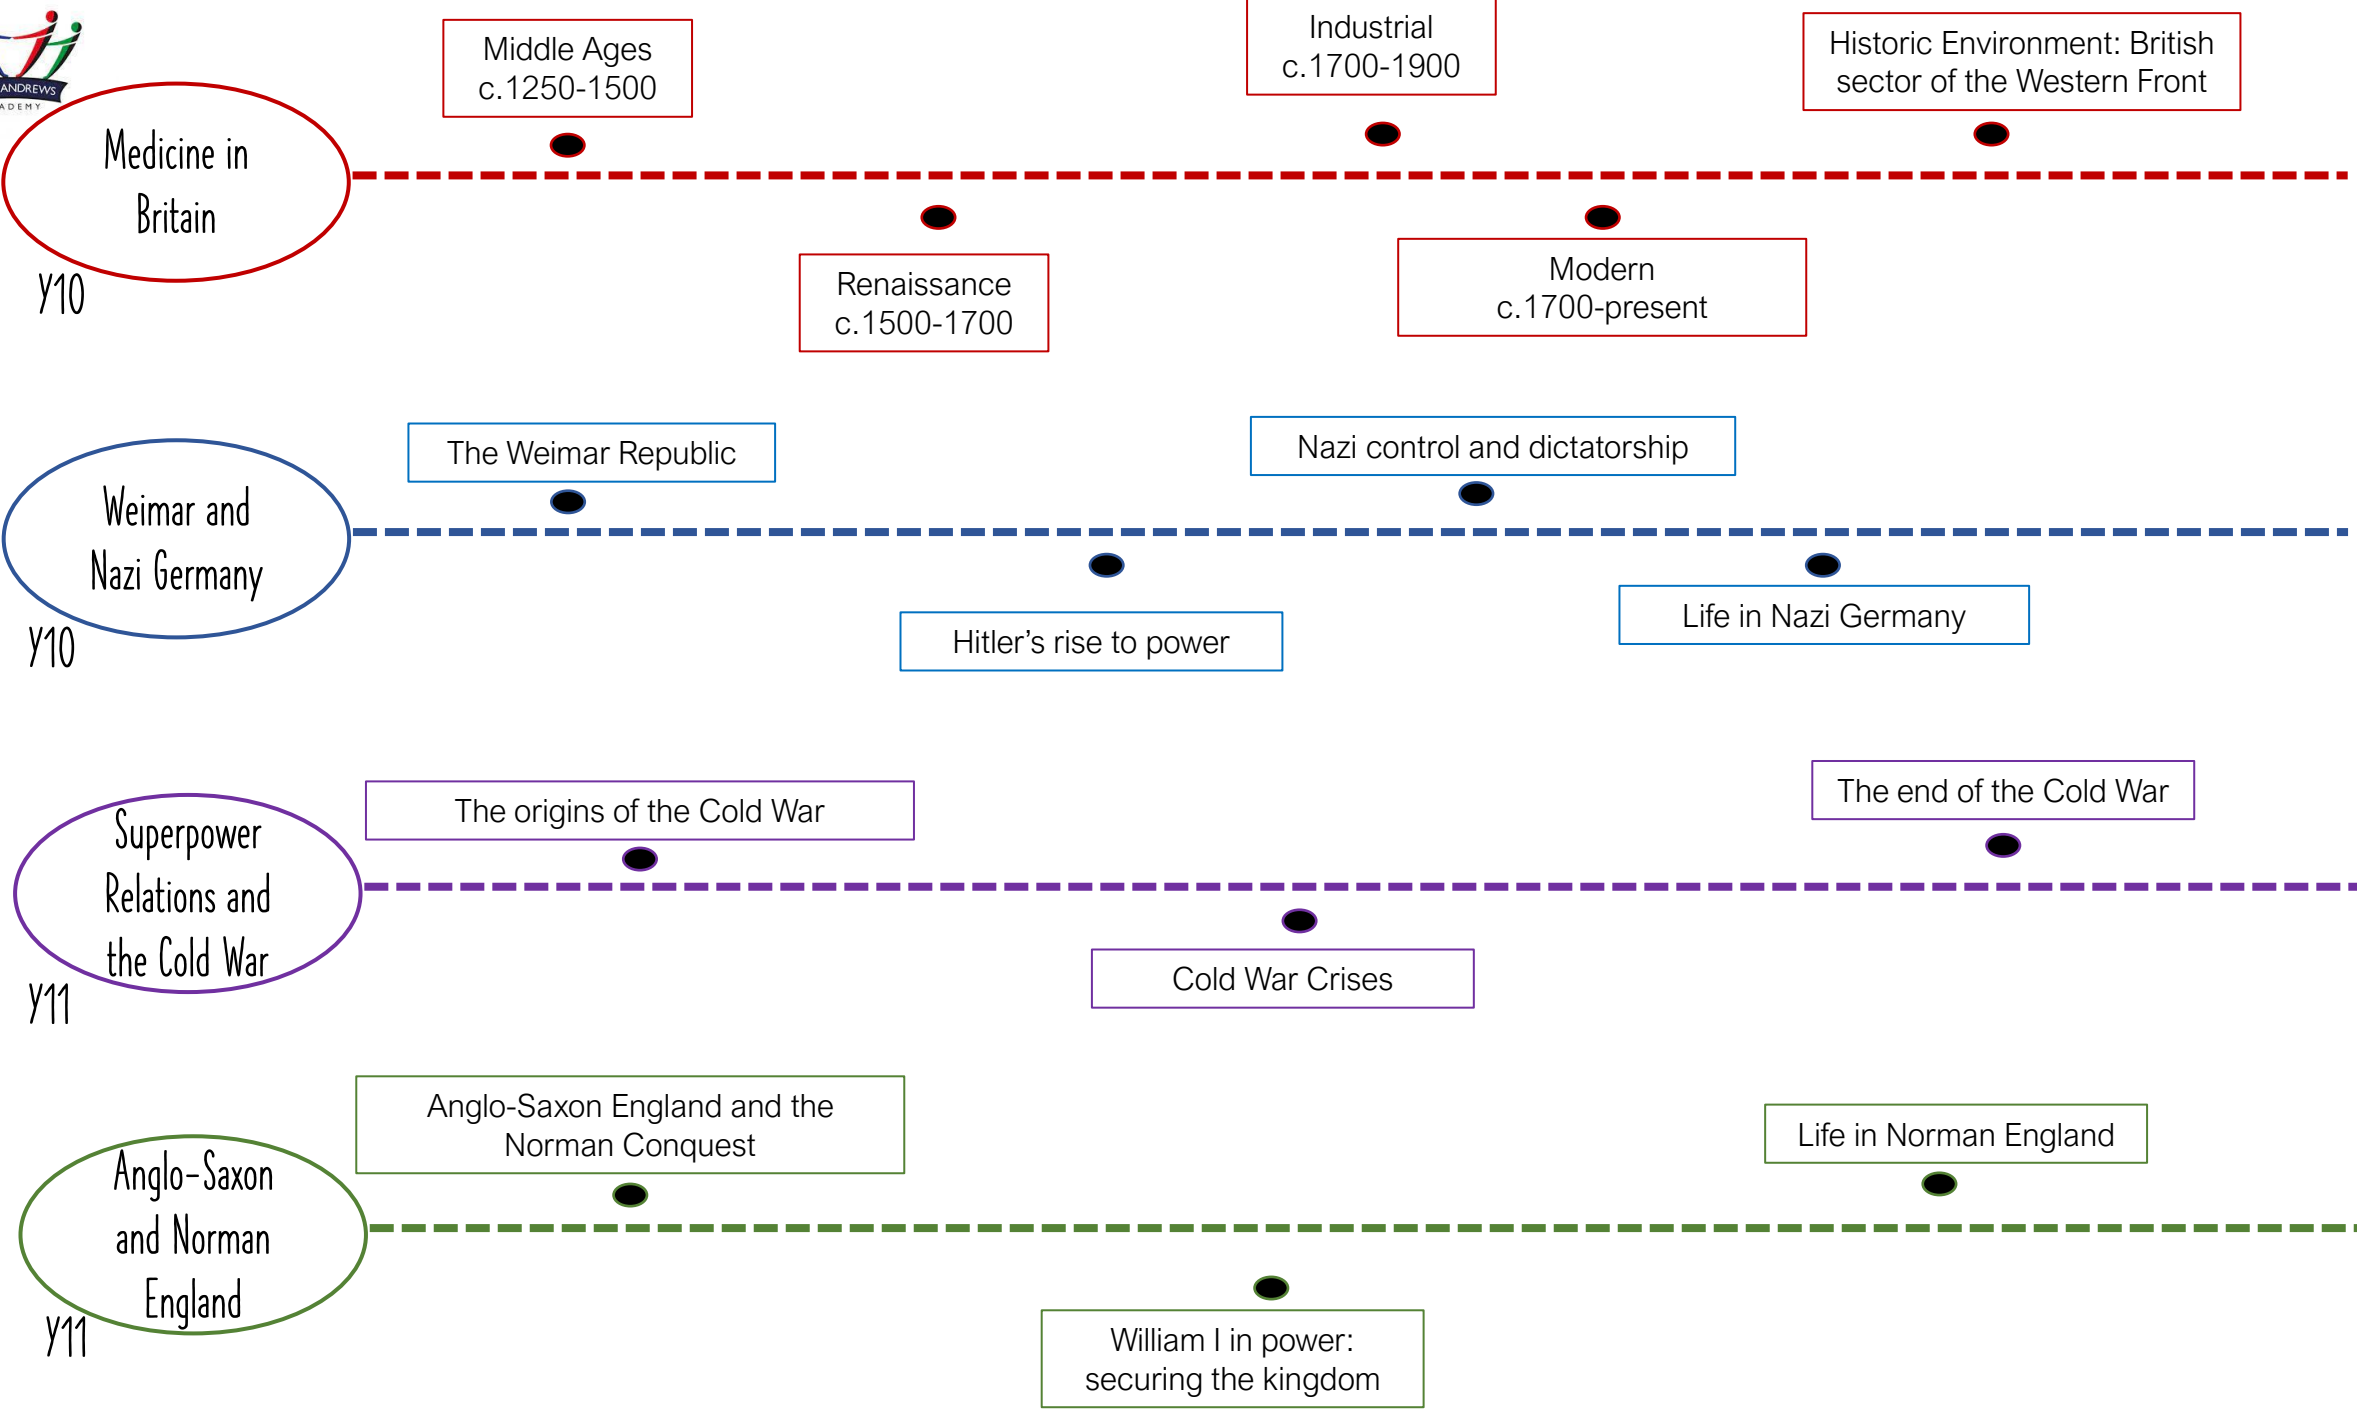 ANDREWS
ADEMY
Medicine in
Britain
Y10
Middle Ages
c.1250-1500
Renaissance
c.1500-1700
Industrial
c.1700-1900
Modern
c.1700-present
Historic Environment: British
sector of the Western Front
Weimar and
Nazi Germany
Y10
The Weimar Republic
Hitler’s rise to power
Nazi control and dictatorship
Life in Nazi Germany
Superpower
Relations and
the Cold War
Y11
The origins of the Cold War
Cold War Crises
The end of the Cold War
Anglo-Saxon
and Norman
England
Y11
Anglo-Saxon England and the
Norman Conquest
William I in power:
securing the kingdom
Life in Norman England